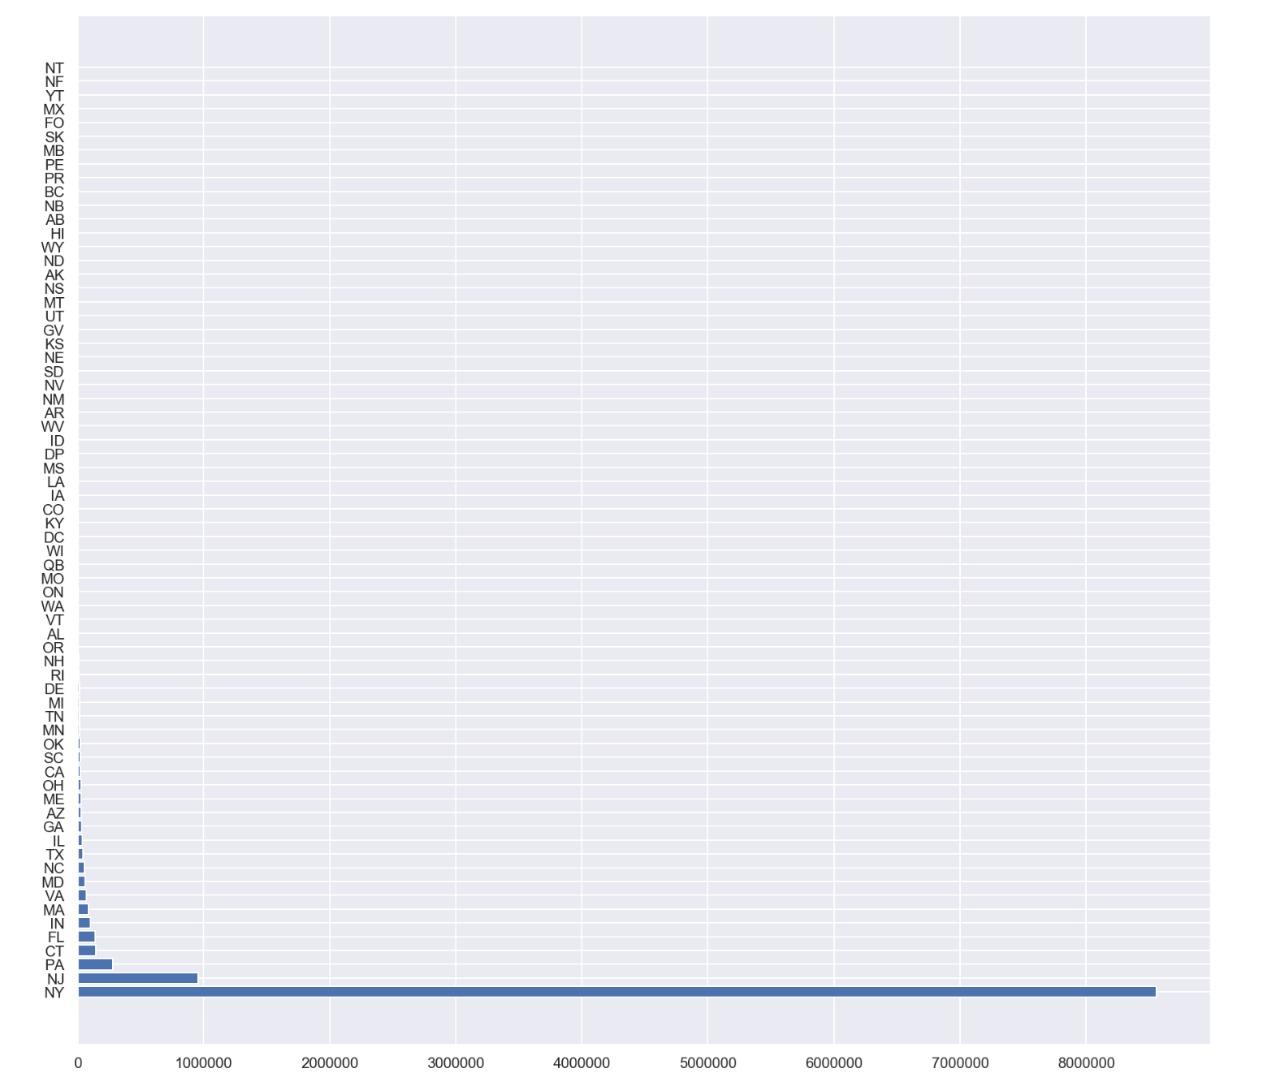 NT
NF
YT
MX
FO
SK
MB
PE
PR
BC
NB
AB
HI
WY
ND
AK
NS
MT
UT
GV
KS
NE
SD
NV
NM
AR
WV
ID
DP
MS
LA
IA
CO
KY
DC
WI
QB
MO
ON
WA
VT
AL
OR
NH
RI
DE
MI
TN
MN
OK
SC
CA
OH
ME
AZ
GA
IL
TX
NC
MD
VA
MA
IN
FL
CT
PA
NJ
NY
0 1000000 2000000 3000000 4000000 5000000 6000000 7000000 8000000